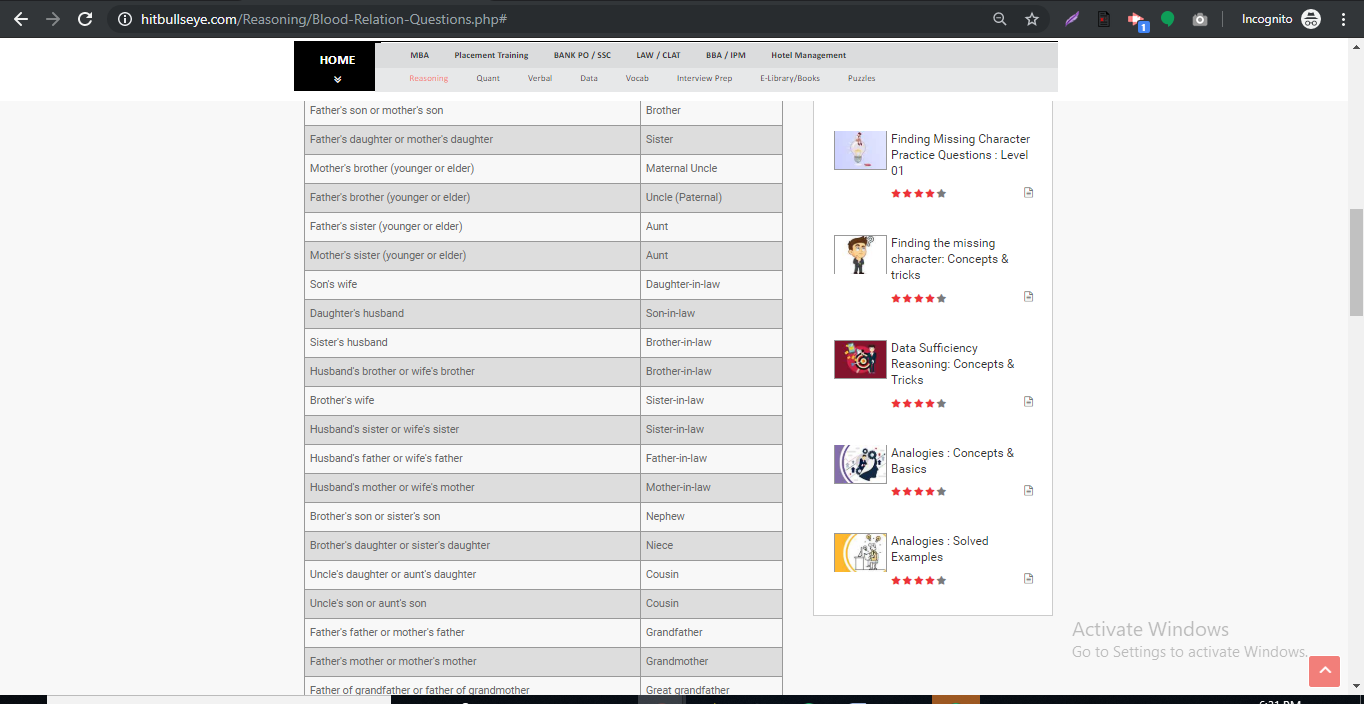 hitbullseye.com/Reasoning/Blood-Relation-Questions.php#
1
Incognito
HOME
MBA Placement Training BANK PO / SSC LAW / CLAT BBA / IPM Hotel Management
Reasoning Quant Verbal Data Vocab Interview Prep E-Library/Books Puzzles
Father's son or mother's son Brother
Father's daughter or mother's daughter Sister
Mother's brother (younger or elder) Maternal Uncle
Father's brother (younger or elder) Uncle (Paternal)
Father's sister (younger or elder) Aunt
Mother's sister (younger or elder) Aunt
Son's wife Daughter-in-law
Daughter's husband Son-in-law
Sister's husband Brother-in-law
Husband's brother or wife's brother Brother-in-law
Brother's wife Sister-in-law
Husband's sister or wife's sister Sister-in-law
Husband's father or wife's father Father-in-law
Husband's mother or wife's mother Mother-in-law
Brother's son or sister's son Nephew
Brother's daughter or sister's daughter Niece
Uncle's daughter or aunt's daughter Cousin
Uncle's son or aunt's son Cousin
Father's father or mother's father Grandfather
Father's mother or mother's mother Grandmother
Father of grandfather or father of grandmother Great grandfather
Finding Missing Character
Practice Questions : Level
01
Finding the missing
character: Concepts &
tricks
Data Sufficiency
Reasoning: Concepts &
Tricks
Analogies : Concepts &
Basics
Analogies : Solved
Examples
Activate Windows
Go to Settings to activate Windows.
6:21 PM